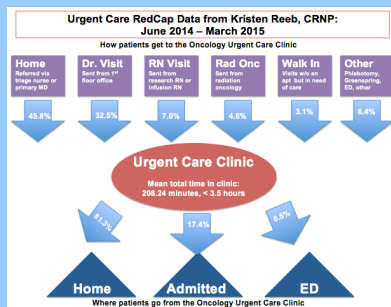 Urgent Care RedCap Data from Kristen Reeb, CRNP:
June 2014 – March 2015
How patients get to the Oncology Urgent Care Clinic
Home
Referred via
triage nurse or
primary MD
Dr. Visit
Sent from 1st
floor office
RN Visit
Sent from
research RN or
infusion RN
Rad Onc
Sent from
radiation
oncology
Walk In
Visits w/o an
apt but in need
of care
Other
Phlebotomy,
Greenspring,
ED, other
45.8%
32.5%
7.6%
4.6%
3.1%
6.4%
Urgent Care Clinic
Mean total time in clinic:
208.24 minutes, < 3.5 hours
81.3%
17.4%
0.5%
Home
Admitted
ED
Where patients go from the Oncology Urgent Care Clinic